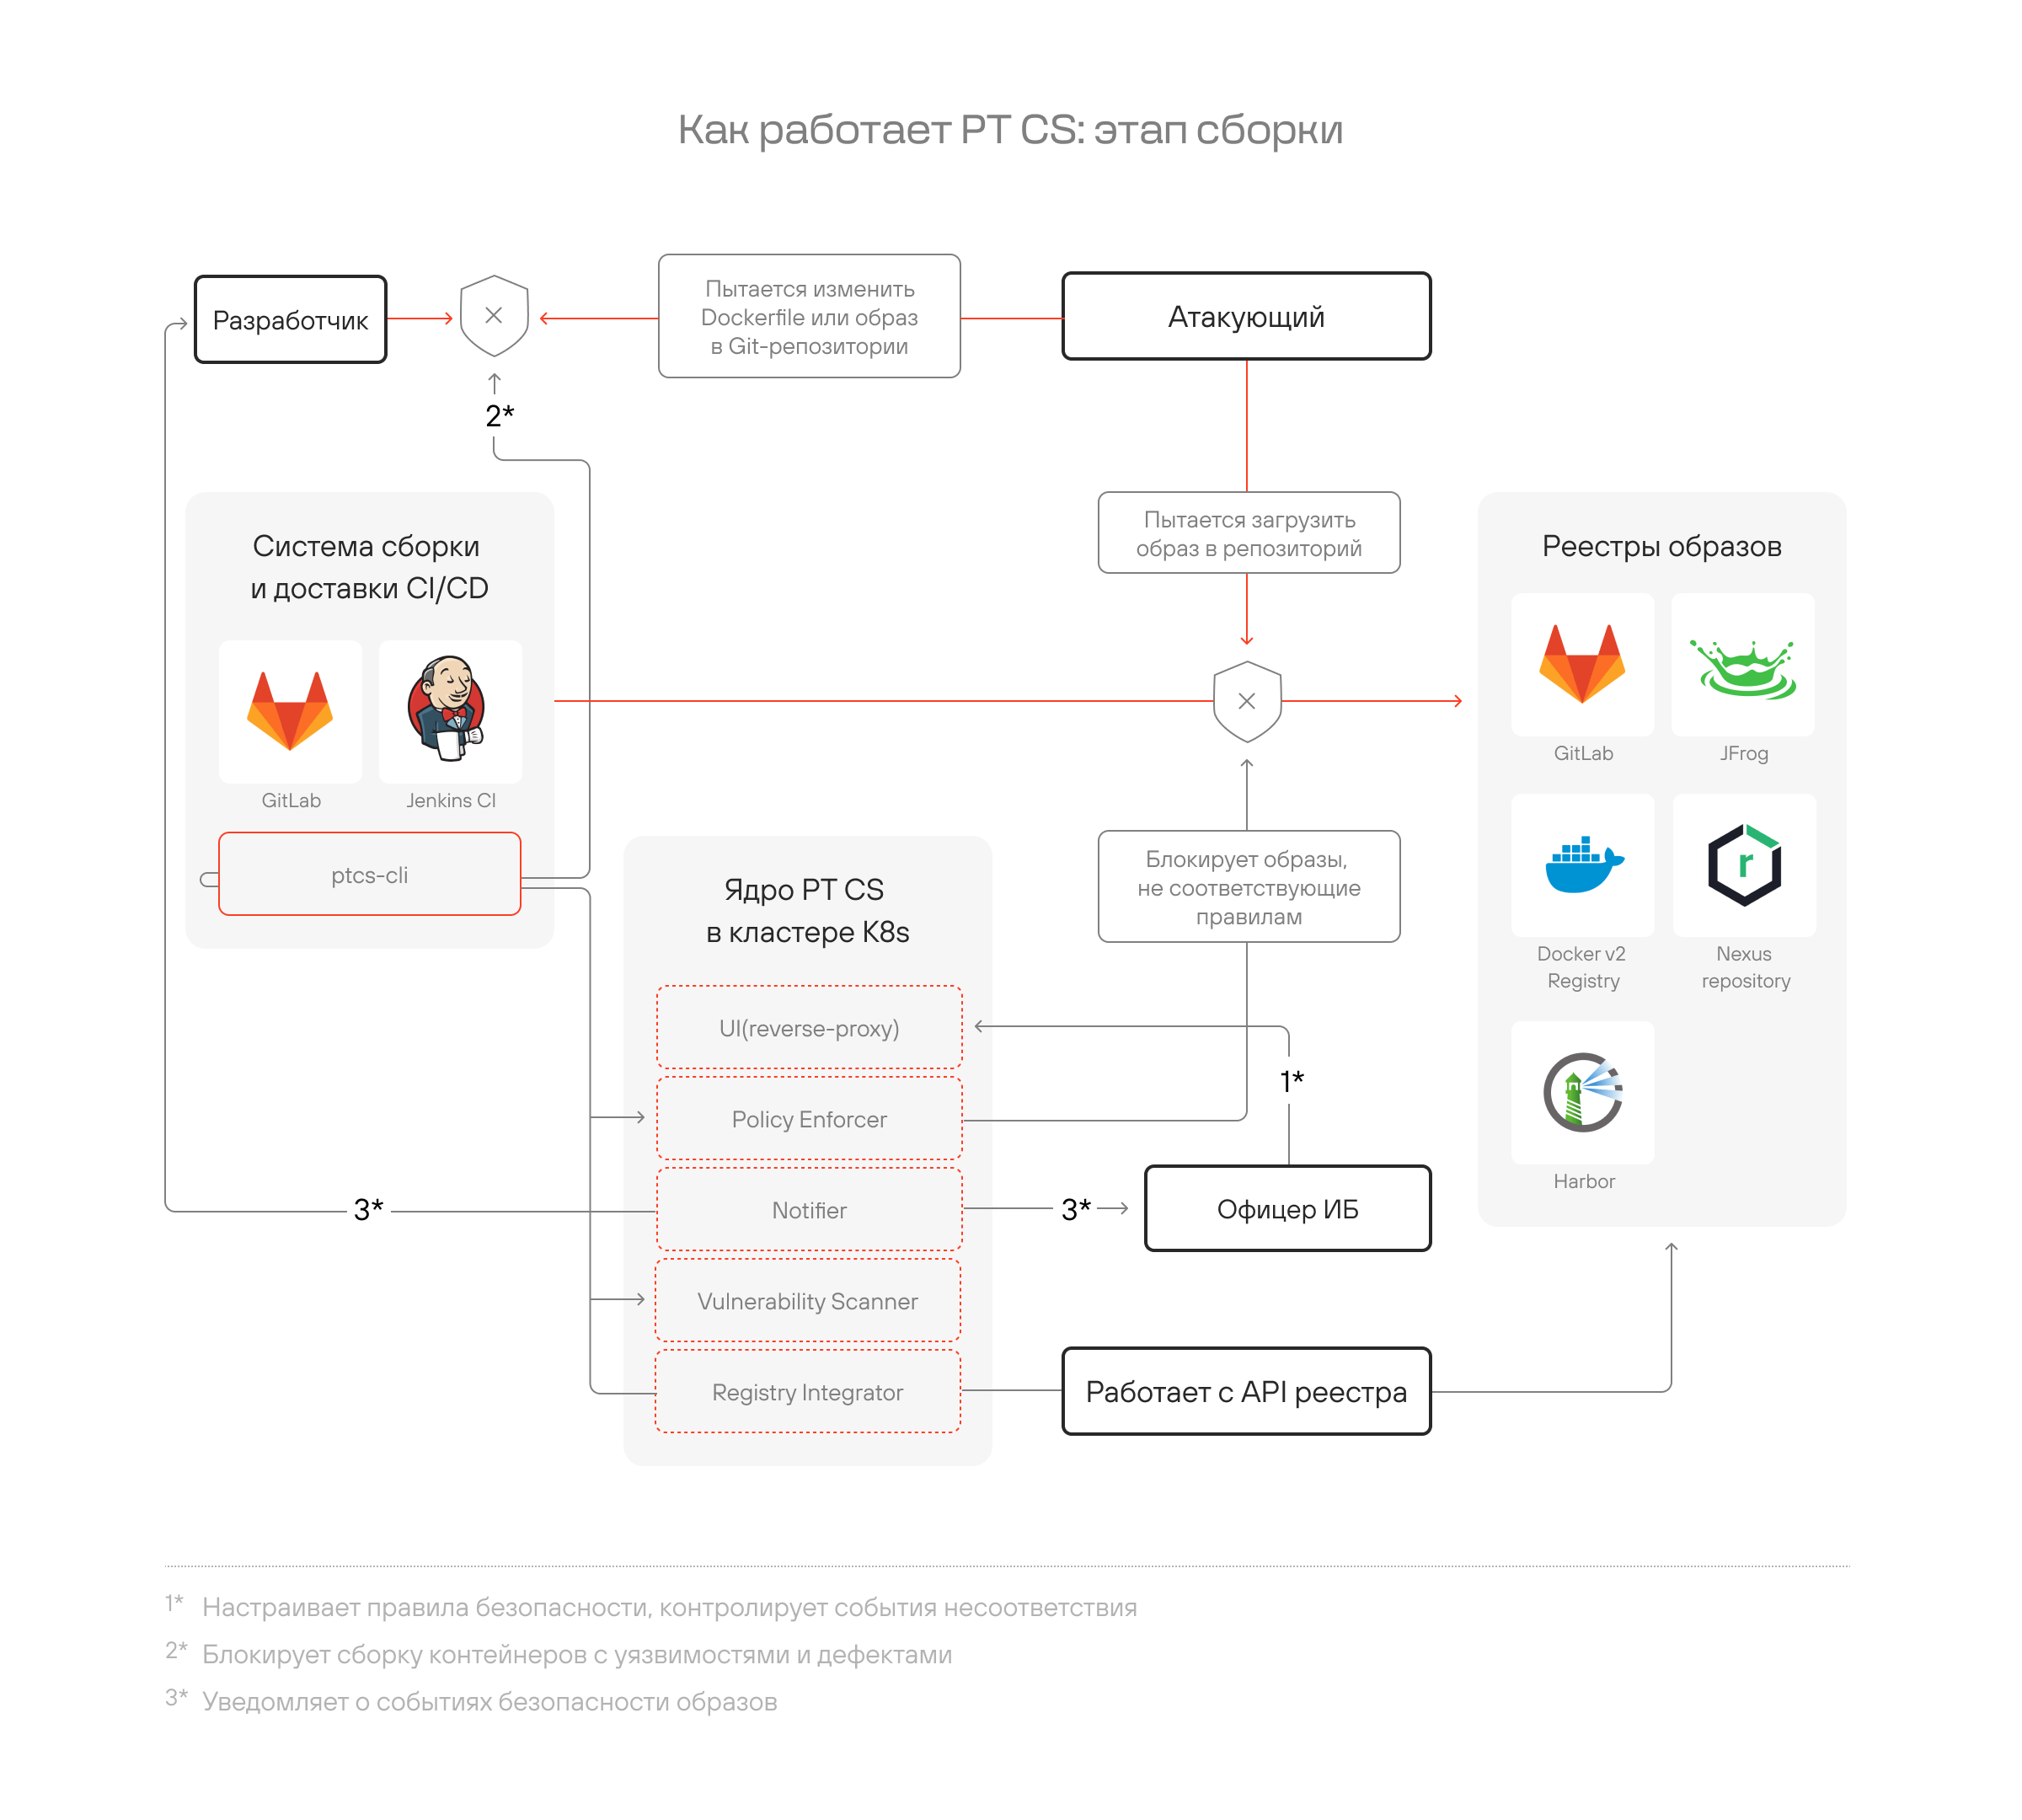 Как работает PT CS: этап сборки
Разработчик
Пытается изменить
Dockerfile или образ
в Git-репозитории
Атакующий
2*
Система сборки
и доставки CI/CD
GitLab
Jenkins CI
ptcs-cli
Пытается загрузить
образ в репозиторий
Реестры образов
GitLab
JFrog
Docker v2
Registry
Nexus
repository
Harbor
Блокирует образы,
не соответствующие
правилам
Ядро PT CS
в кластере K8s
UI(reverse-proxy)
Policy Enforcer
Notifier
Vulnerability Scanner
Registry Integrator
1*
3*
3*
Офицер ИБ
Работает с API реестра
1* Настраивает правила безопасности, контролирует события несоответствия
2* Блокирует сборку контейнеров с уязвимостями и дефектами
3* Уведомляет о событиях безопасности образов